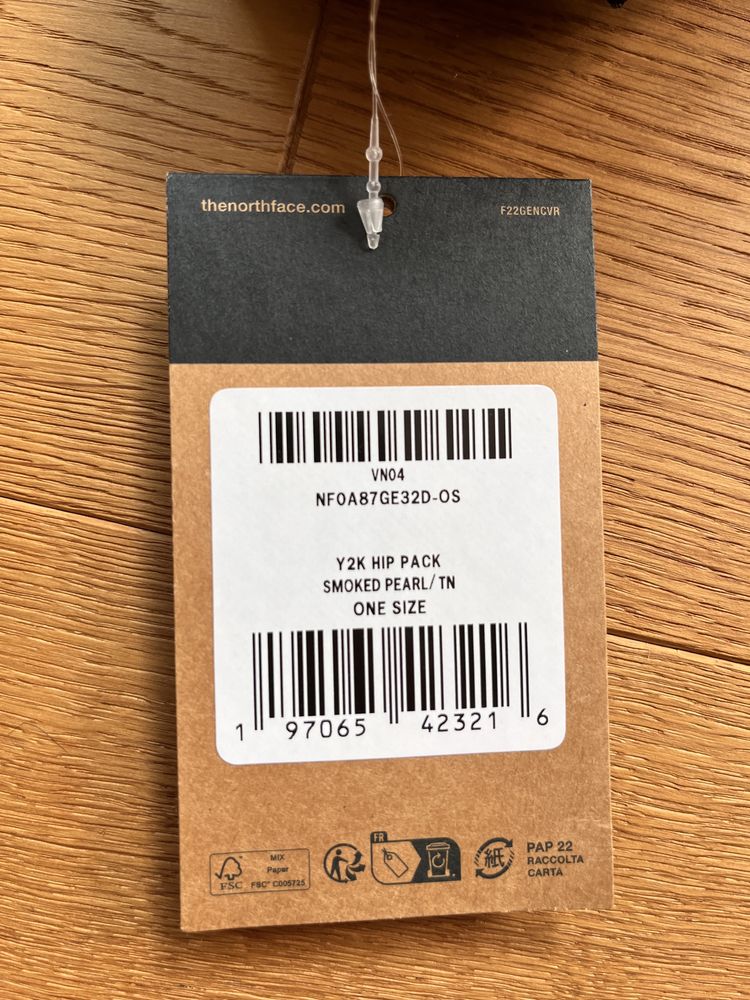 thenorthface.com
F22GENCVR
VN04
NF0A87GE32D-OS
Y2K HIP PACK
SMOKED PEARL/TN
ONE SIZE
1 97065 42321 6
FSC
MIX
Paper
FSC® C005725
FR
紙
PAP 22
RACCOLTA
CARTA